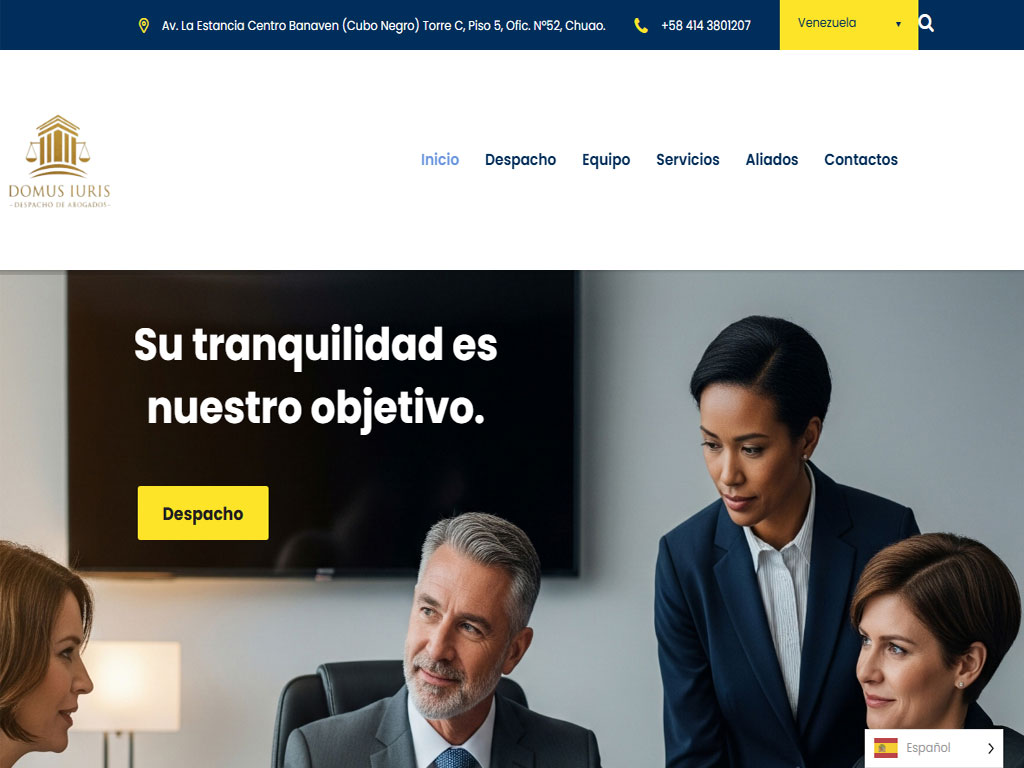 Av. La Estancia Centro Banaven (Cubo Negro) Torre C, Piso 5, Ofic. Nº52, Chuao.
+58 414 3801207
Venezuela
DOMUS IURIS
- DESPACHO DE ABOGADOS -
Inicio
Despacho
Equipo
Servicios
Aliados
Contactos
Su tranquilidad es
nuestro objetivo.
Despacho
Español